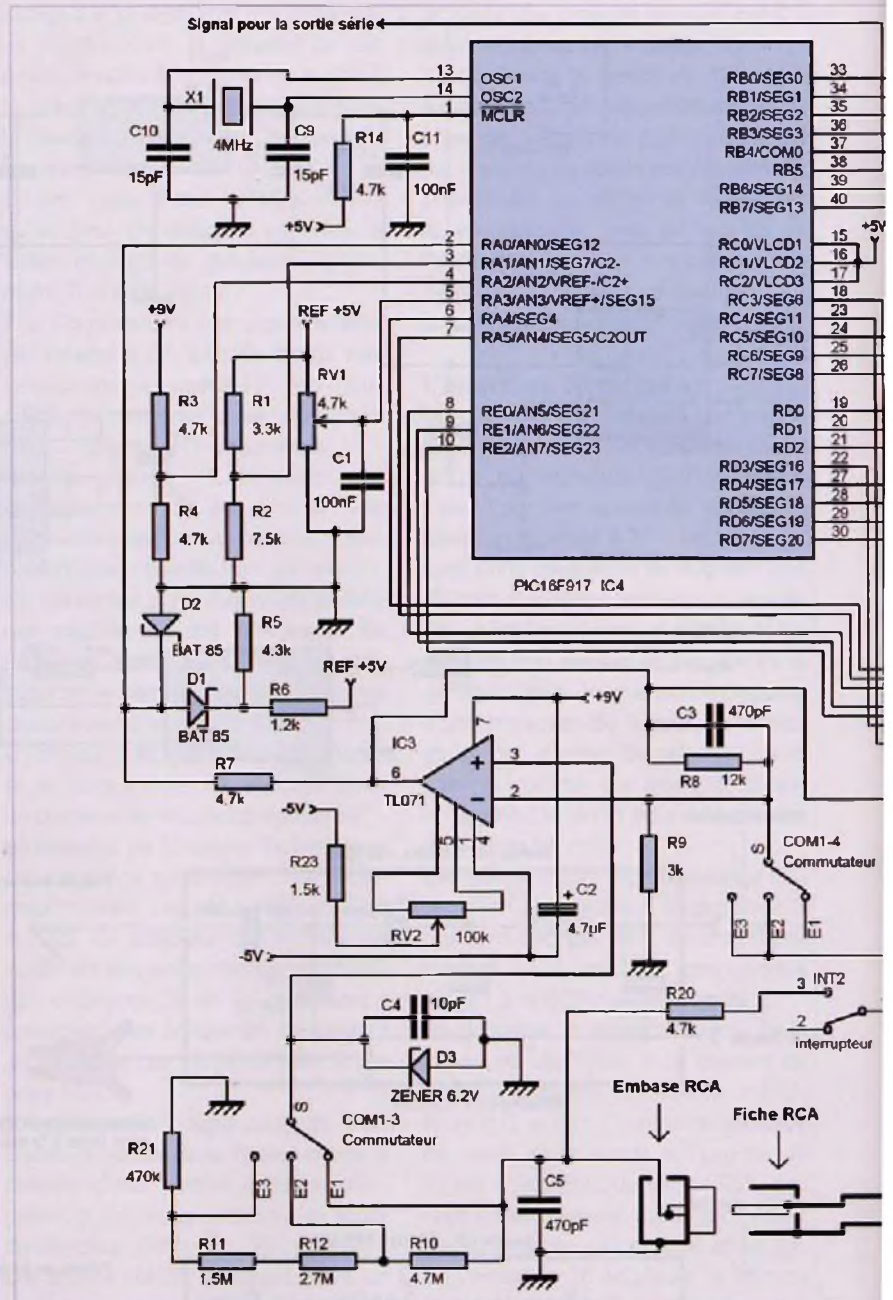 Signal pour la sortie série
X1
4MHz
C10
15pF
C9
15pF
R14
4.7k
C11
100nF
+5V
13
14
1
OSC1
OSC2
MCLR
2
3
4
5
6
7
RA0/AN0/SEG12
RA1/AN1/SEG7/C2-
RA2/AN2/VREF-/C2+
RA3/AN3/VREF+/SEG15
RA4/SEG4
RA5/AN4/SEG5/C2OUT
8
9
10
RE0/AN5/SEG21
RE1/AN6/SEG22
RE2/AN7/SEG23
RB0/SEG0 33
RB1/SEG1 34
RB2/SEG2 35
RB3/SEG3 36
RB4/COM0 37
RB5 38
RB6/SEG14 39
RB7/SEG13 40
+5V
RC0/VLCD1 15
RC1/VLCD2 16
RC2/VLCD3 17
RC3/SEG6 18
RC4/SEG11 23
RC5/SEG10 24
RC6/SEG9 25
RC7/SEG8 26
RD0 19
RD1 20
RD2 21
RD3/SEG16 22
RD4/SEG17 27
RD5/SEG18 28
RD6/SEG19 29
RD7/SEG20 30
PIC16F917 IC4
+9V
REF +5V
R3
4.7k
R1
3.3k
RV1
4.7k
C1
100nF
R4
4.7k
R2
7.5k
D2
BAT 85
R5
4.3k
REF +5V
D1
BAT 85
R6
1.2k
R7
4.7k
IC3
TL071
6
7
3
2
5
1
4
+
-
+9V
C3
470pF
R8
12k
-5V
R23
1.5k
RV2
100k
-5V
+
C2
4.7µF
R9
3k
S
COM1-4
Commutateur
E3
E2
E1
R20
4.7k
3
INT2
2
Interrupteur
C4
10pF
D3
ZENER 6.2V
S
COM1-3
Commutateur
E3
E2
E1
R21
470k
R11
1.5M
R12
2.7M
R10
4.7M
C5
470pF
Embase RCA
Fiche RCA